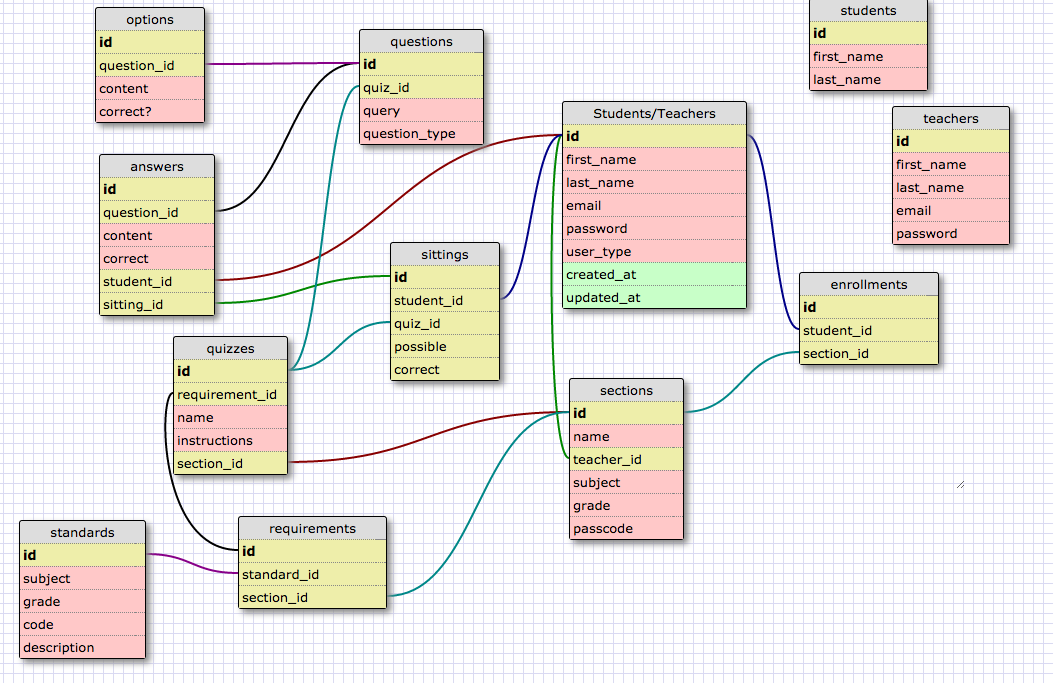 options
id
question_id
content
correct?
questions
id
quiz_id
query
question_type
students
id
first_name
last_name
Students/Teachers
id
first_name
last_name
email
password
user_type
created_at
updated_at
teachers
id
first_name
last_name
email
password
answers
id
question_id
content
correct
student_id
sitting_id
sittings
id
student_id
quiz_id
possible
correct
enrollments
id
student_id
section_id
quizzes
id
requirement_id
name
instructions
section_id
sections
id
name
teacher_id
subject
grade
passcode
standards
id
subject
grade
code
description
requirements
id
standard_id
section_id